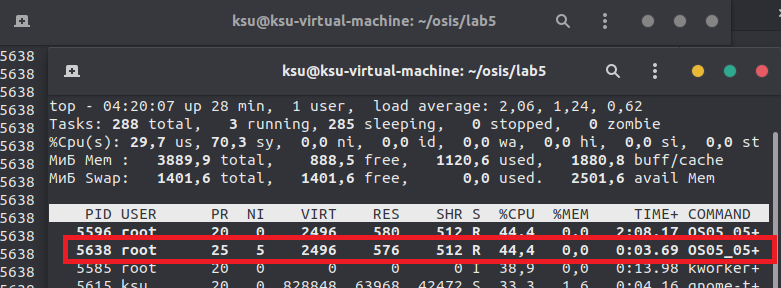 ksu@ksu-virtual-machine: ~/osis/lab5
5638
5638
5638
5638
5638
5638
5638
5638
5638
5638
5638
5638
5638
ksu@ksu-virtual-machine: ~/osis/lab5
top - 04:20:07 up 28 min, 1 user, load average: 2,06, 1,24, 0,62
Tasks: 288 total, 3 running, 285 sleeping, 0 stopped, 0 zombie
%Cpu(s): 29,7 us, 70,3 sy, 0,0 ni, 0,0 id, 0,0 wa, 0,0 hi, 0,0 si, 0,0 st
МиБ Mem : 3889,9 total, 888,5 free, 1120,6 used, 1880,8 buff/cache
МиБ Swap: 1401,6 total, 1401,6 free, 0,0 used. 2501,6 avail Mem
PID USER PR NI VIRT RES SHR S %CPU %MEM TIME+ COMMAND
5596 root 20 0 2496 580 512 R 44,4 0,0 2:08.17 OS05_05+
5638 root 25 5 2496 576 512 R 44,4 0,0 0:03.69 OS05_05+
5585 root 20 0 0 0 0 I 38,9 0,0 0:13.98 kworker+
5615 ksu 20 0 828848 63968 42472 S 33,3 1,6 0:04.16 gnome-t+